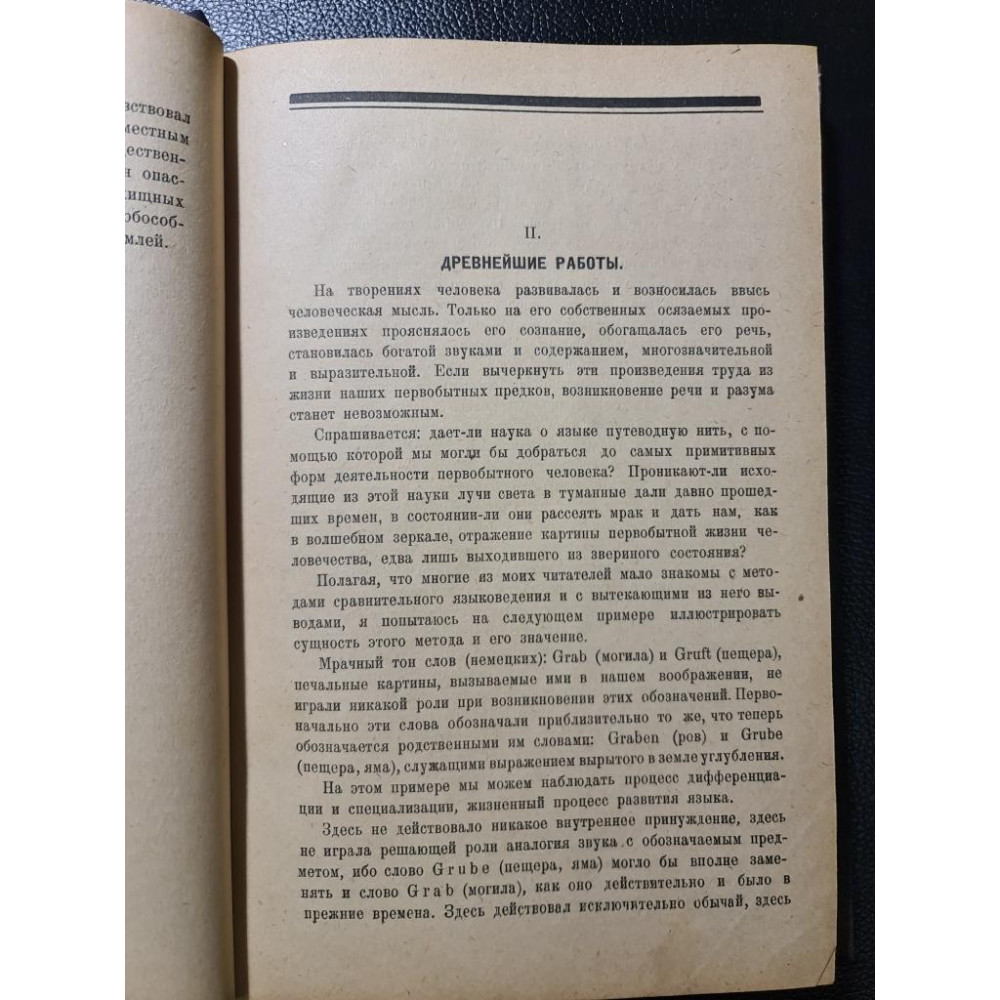 вствовал
местным
ествен-
опас-
ищных
обособ-
млей.
II.
ДРЕВНЕЙШИЕ РАБОТЫ.
На творениях человека развивалась и возносилась ввысь
человеческая мысль. Только на его собственных осязаемых про-
изведениях прояснялось его сознание, обогащалась его речь,
становилась богатой звуками и содержанием, многозначительной
и выразительной. Если вычеркнуть эти произведения труда из
жизни наших первобытных предков, возникновение речи и разума
станет невозможным.
Спрашивается: дает-ли наука о языке путеводную нить, с по-
мощью которой мы могли бы добраться до самых примитивных
форм деятельности первобытного человека? Проникают-ли исхо-
дящие из этой науки лучи света в туманные дали давно прошед-
ших времен, в состоянии-ли они рассеять мрак и дать нам, как
в волшебном зеркале, отражение картины первобытной жизни че-
ловечества, едва лишь выходившего из звериного состояния?
Полагая, что многие из моих читателей мало знакомы с мето-
дами сравнительного языковедения и с вытекающими из него вы-
водами, я попытаюсь на следующем примере иллюстрировать
сущность этого метода и его значение.
Мрачный тон слов (немецких): Grab (могила) и Gruft (пещера),
печальные картины, вызываемые ими в нашем воображении, не
играли никакой роли при возникновении этих обозначений. Перво-
начально эти слова обозначали приблизительно то же, что теперь
обозначается родственными им словами: Graben (ров) и Grube
(пещера, яма), служащими выражением вырытого в земле углубления.
На этом примере мы можем наблюдать процесс дифференциа-
ции и специализации, жизненный процесс развития языка.
Здесь не действовало никакое внутреннее принуждение, здесь
не играла решающей роли аналогия звука с обозначаемым пред-
метом, ибо слово Grube (пещера, яма) могло бы вполне заме-
нять и слово Grab (могила), как оно действительно и было в
прежние времена. Здесь действовал исключительно обычай, здесь